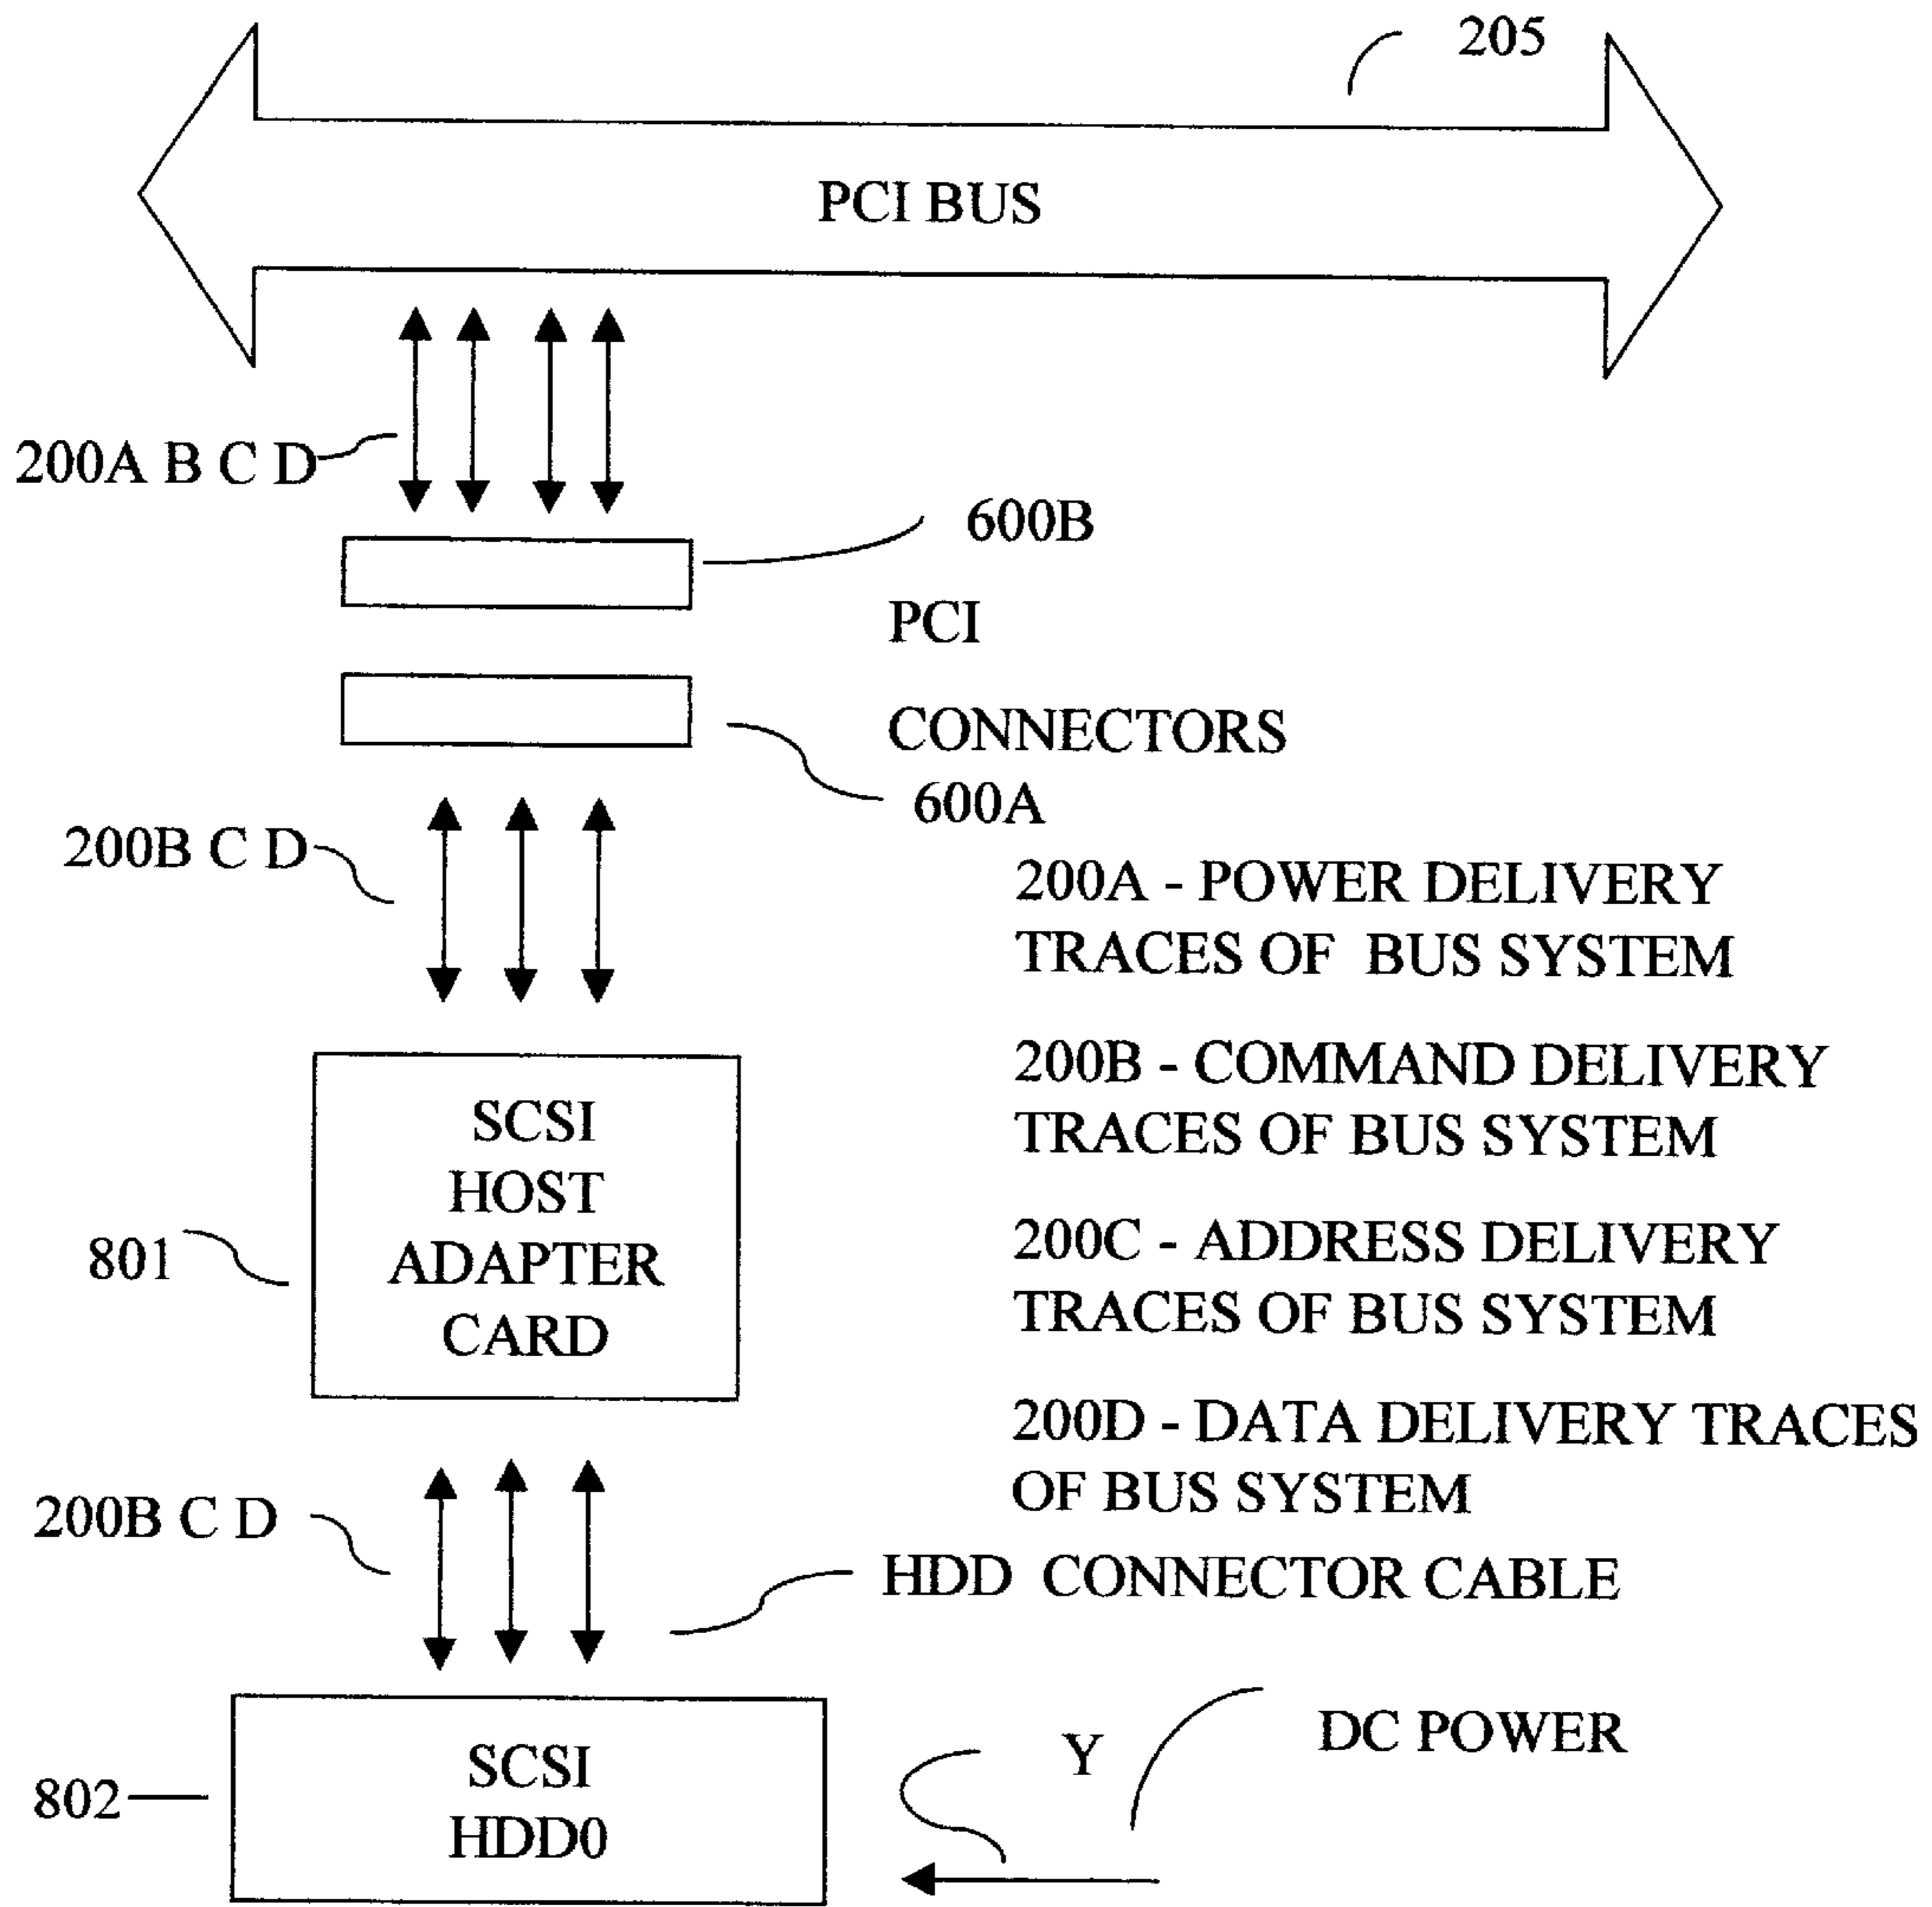 205
PCI BUS
200A B C D
600B
PCI
CONNECTORS
600A
200B C D
200A - POWER DELIVERY
TRACES OF BUS SYSTEM
200B - COMMAND DELIVERY
TRACES OF BUS SYSTEM
SCSI
HOST
ADAPTER
CARD
801
200C - ADDRESS DELIVERY
TRACES OF BUS SYSTEM
200D - DATA DELIVERY TRACES
OF BUS SYSTEM
200B C D
HDD CONNECTOR CABLE
SCSI
HDD0
802
Y
DC POWER